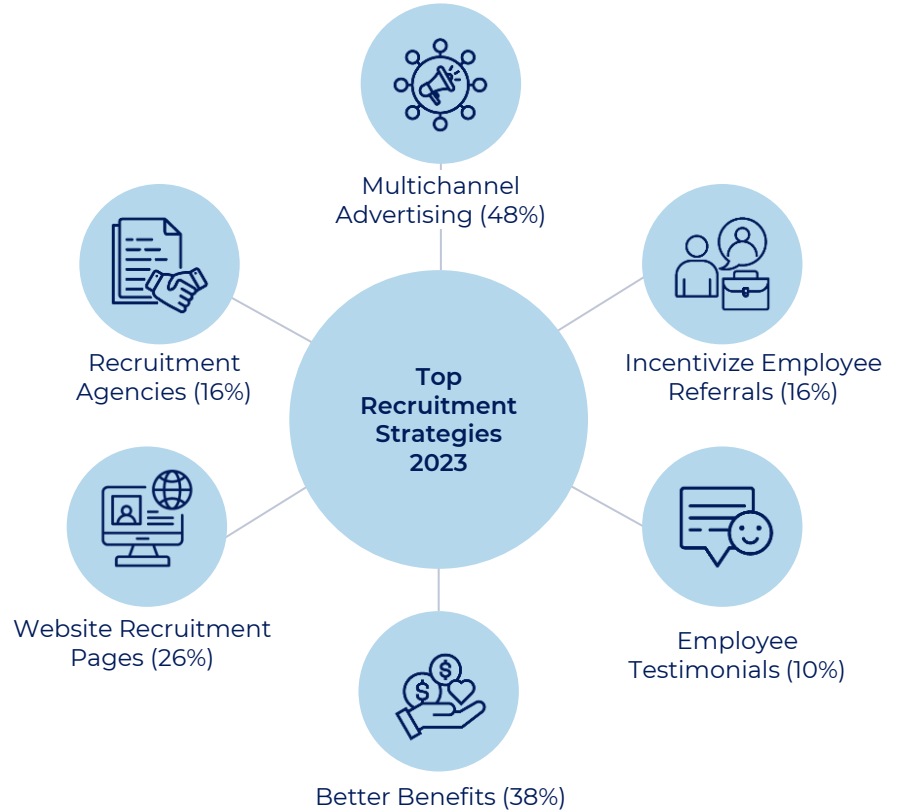 Multichannel
Advertising (48%)
Recruitment
Agencies (16%)
Incentivize Employee
Referrals (16%)
Top
Recruitment
Strategies
2023
Website Recruitment
Pages (26%)
Employee
Testimonials (10%)
Better Benefits (38%)
$
$